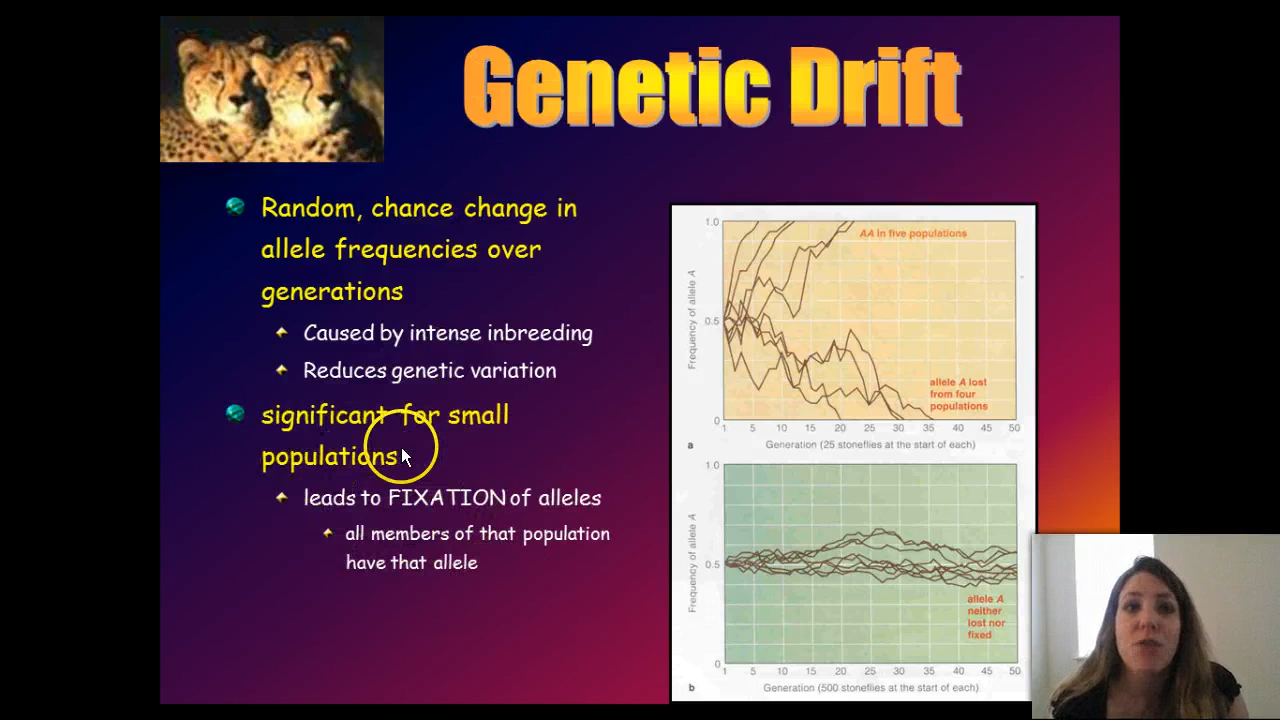 Genetic Drift
Random, chance change in
allele frequencies over
generations
Caused by intense inbreeding
Reduces genetic variation
significant for small
populations
leads to FIXATION of alleles
all members of that population
have that allele
1.0
AA in five populations
Frequency of allele A
0.5
allele A lost
from four
populations
0
1 5 10 15 20 25 30 35 40 45 50
a Generation (25 stoneflies at the start of each)
1.0
Frequency of allele A
0.5
allele A
neither
lost nor
fixed
0
1 5 10 15 20 25 30 35 40 45 50
b Generation (500 stoneflies at the start of each)